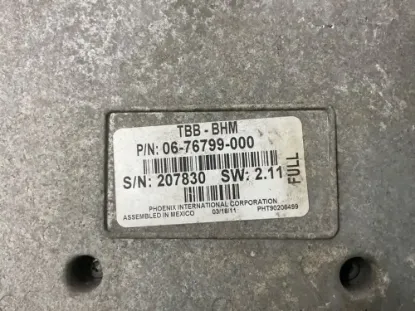 TBB - BHM
P/N: 06-76799-000
S/N: 207830 SW: 2.11
FULL
PHOENIX INTERNATIONAL CORPORATION
ASSEMBLED IN MEXICO 03/16/11 PHT90206459